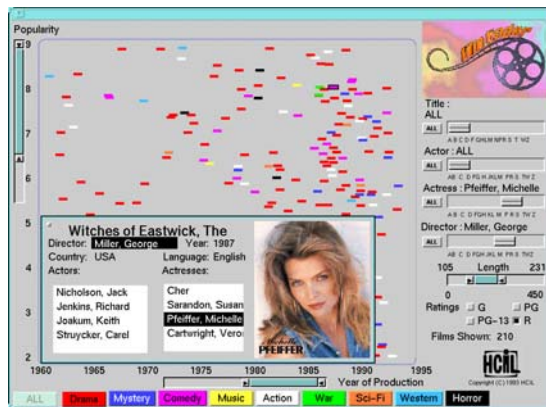 Popularity
9
8
7
6
5
4
3
2
1960 1965 1970 1975 1980 1985 1990 1995
Year of Production
Witches of Eastwick, The
Director: Miller, George Year: 1987
Country: USA Language: English
Actors: Actresses:
Nicholson, Jack
Jenkins, Richard
Joakum, Keith
Struycker, Carel
Cher
Sarandon, Susan
Pfeiffer, Michelle
Cartwright, Vero
Michelle
PFEIFFER
Title :
ALL
ALL
Actor : ALL
ALL
Actress : Pfeiffer, Michelle
ALL
Director : Miller, George
ALL
105 Length 231
0 450
Ratings G PG
PG-13 R
Films Shown: 210
HCIL
Copyright (C) 1993 HCIL
ALL Drama Mystery Comedy Music Action War Sci-Fi Western Horror